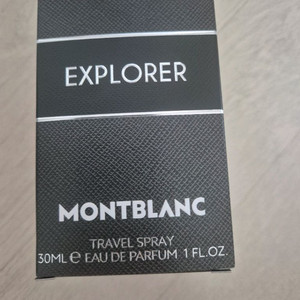 EXPLORER
MONTBLANC
TRAVEL SPRAY
30ML ℮ EAU DE PARFUM 1 FL.OZ.